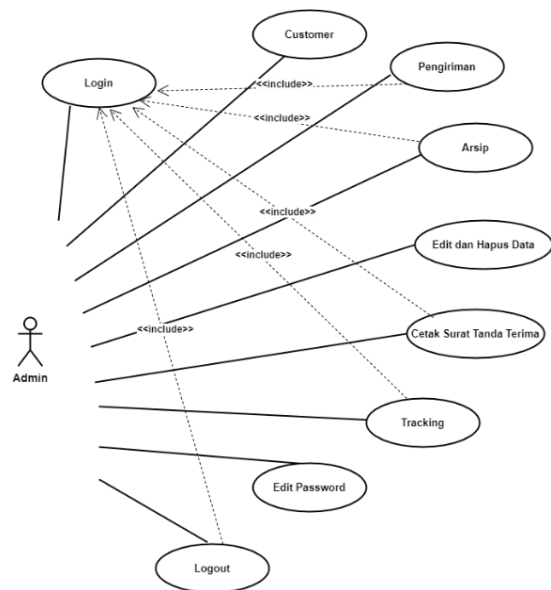 Customer
Login
Pengiriman
<<include>>
<<include>>
Arsip
<<include>>
Edit dan Hapus Data
<<include>>
<<include>>
Cetak Surat Tanda Terima
Admin
Tracking
Edit Password
Logout